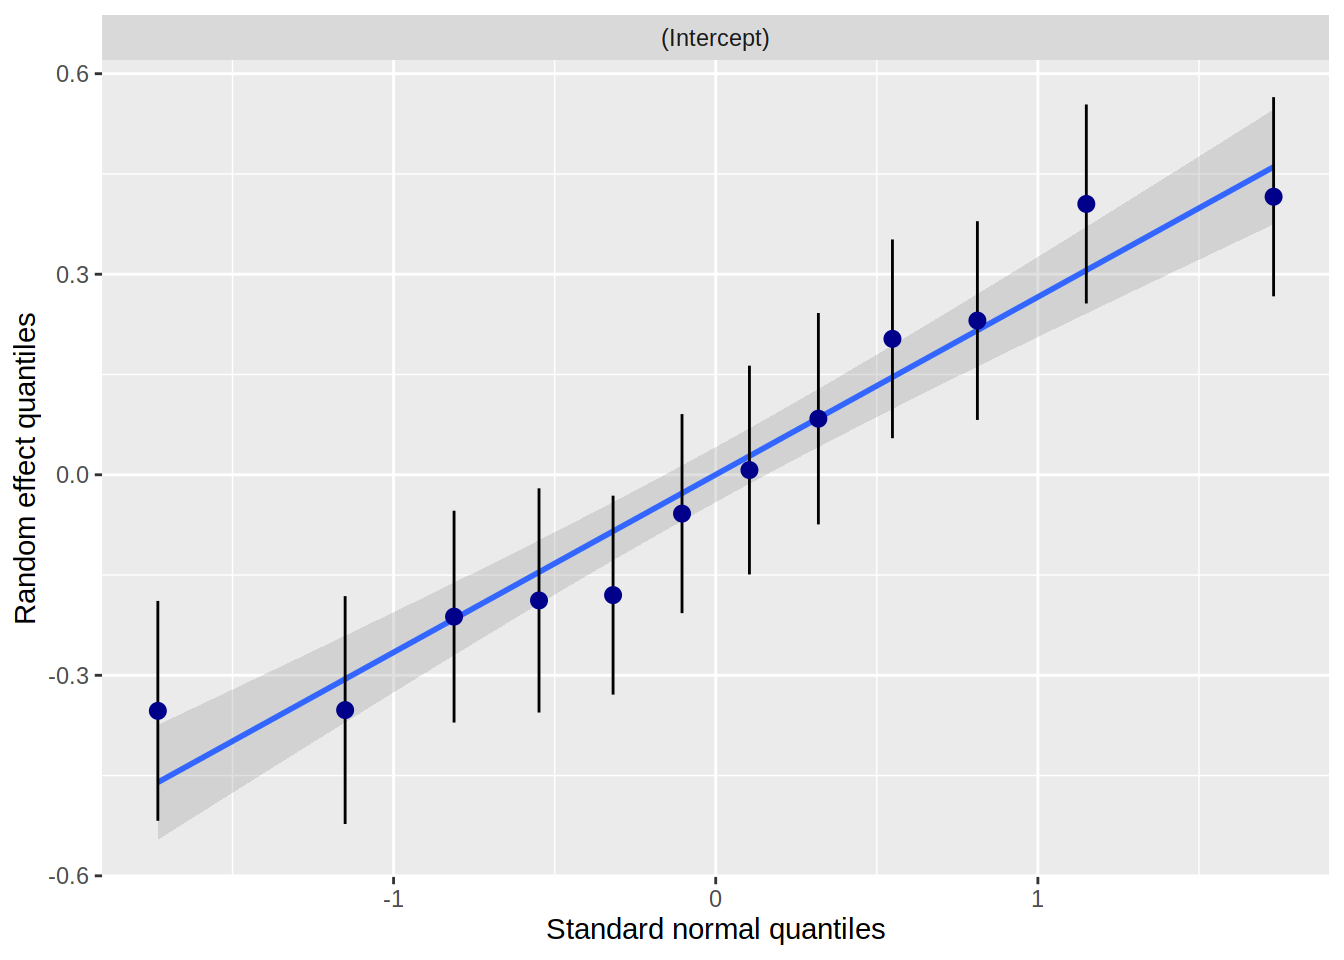 (Intercept)
0.6
0.3
0.0
-0.3
-0.6
Random effect quantiles
-1
0
1
Standard normal quantiles